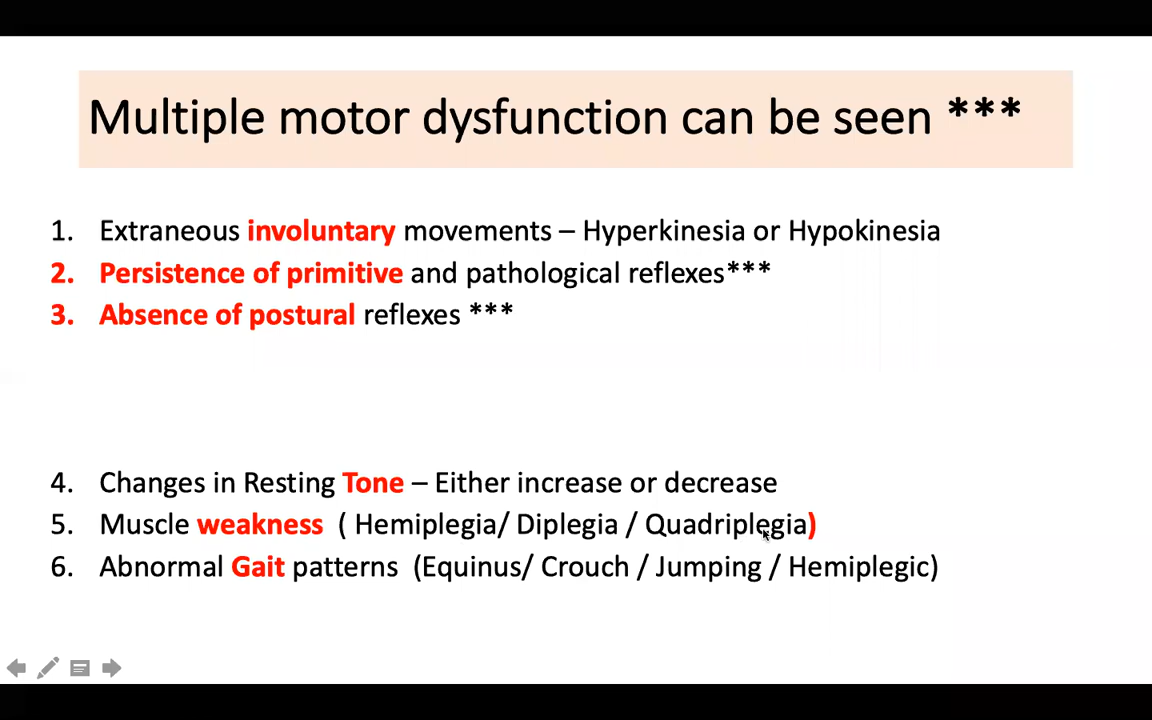 Multiple motor dysfunction can be seen ***
1. Extraneous involuntary movements – Hyperkinesia or Hypokinesia
2. Persistence of primitive and pathological reflexes***
3. Absence of postural reflexes ***
4. Changes in Resting Tone – Either increase or decrease
5. Muscle weakness ( Hemiplegia/ Diplegia / Quadriplegia)
6. Abnormal Gait patterns (Equinus/ Crouch / Jumping / Hemiplegic)